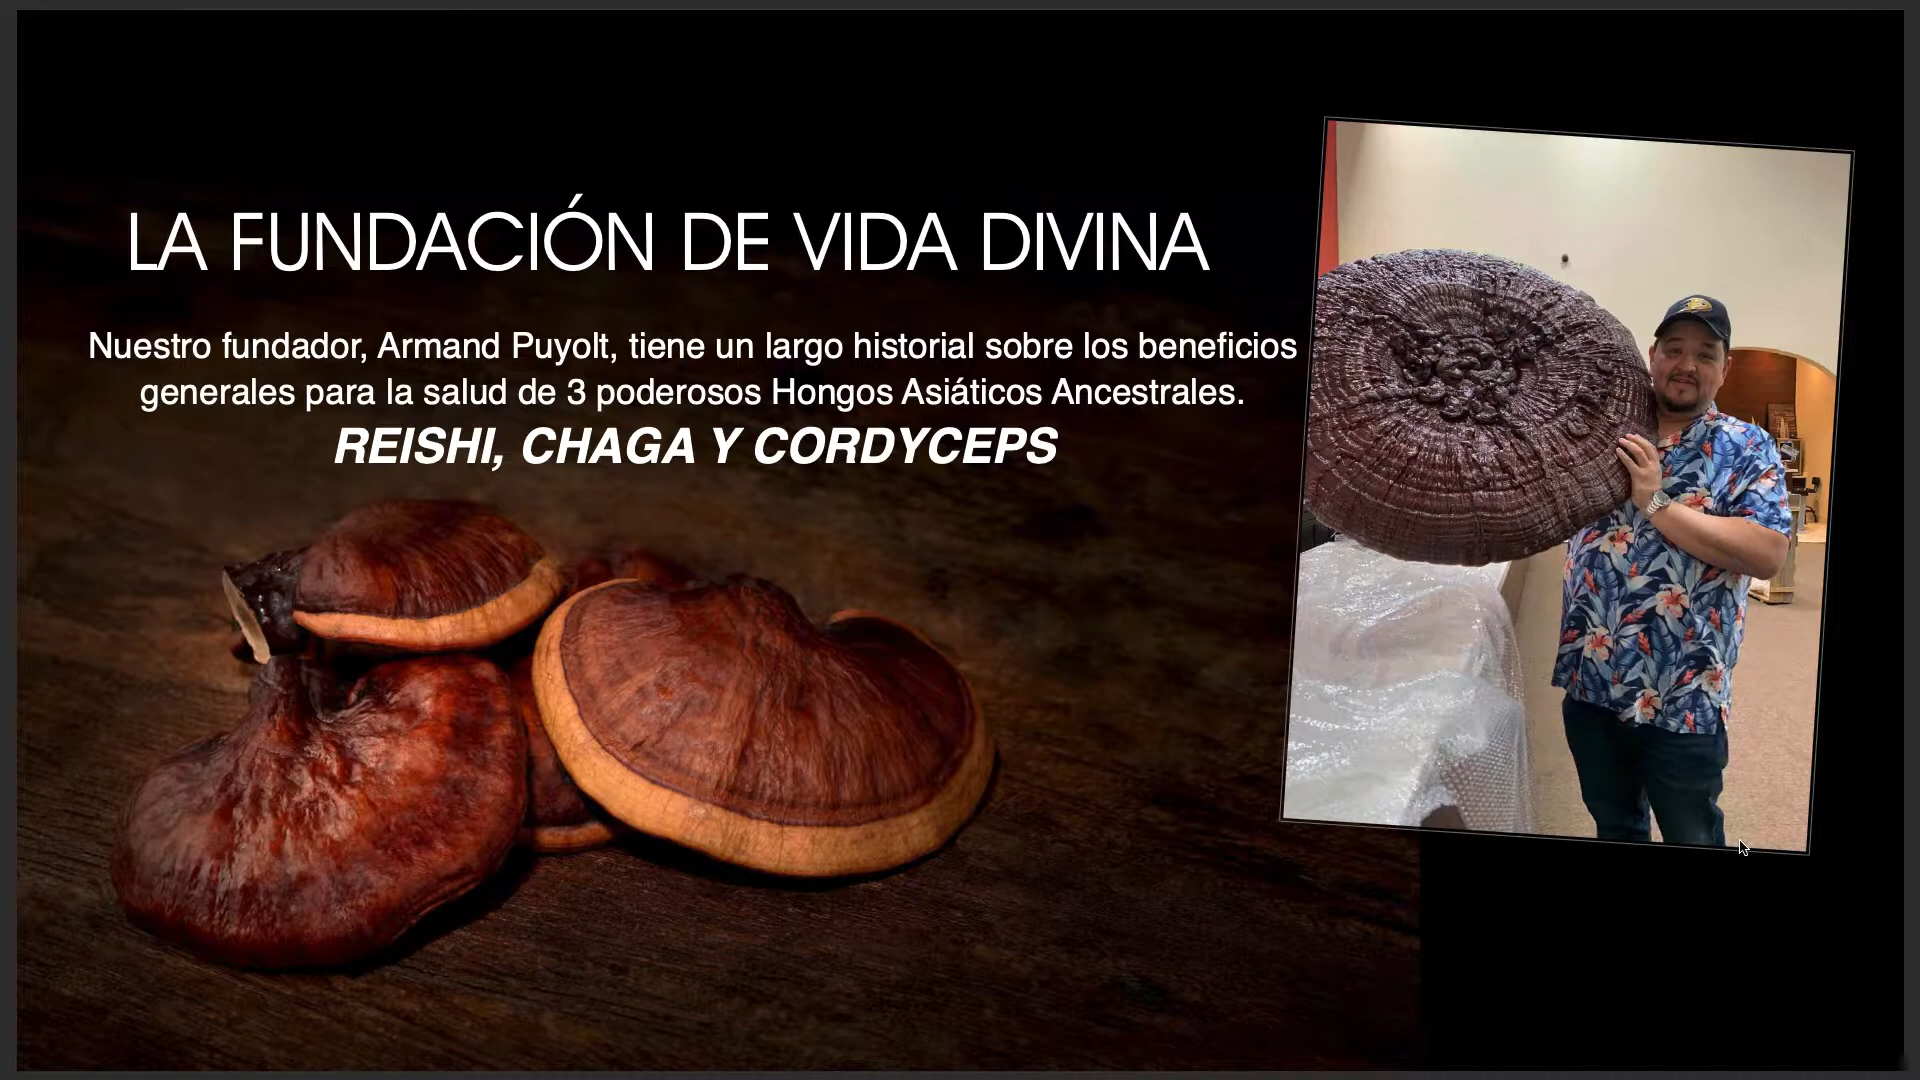 LA FUNDACIÓN DE VIDA DIVINA
Nuestro fundador, Armand Puyolt, tiene un largo historial sobre los beneficios
generales para la salud de 3 poderosos Hongos Asiáticos Ancestrales.
REISHI, CHAGA Y CORDYCEPS